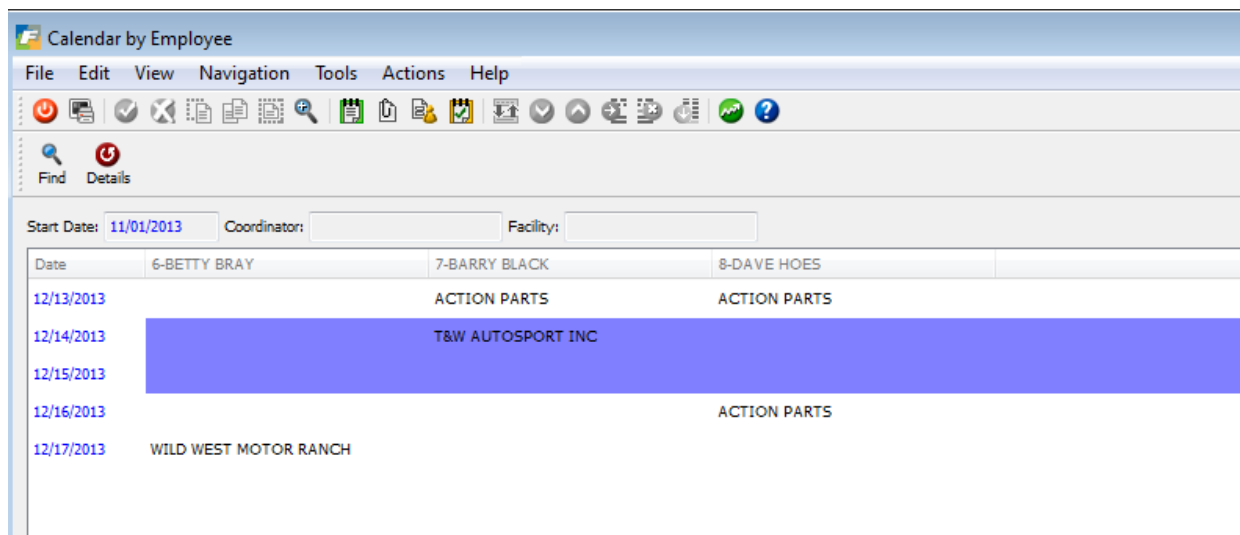 Calendar by Employee
File Edit View Navigation Tools Actions Help
Find Details
Start Date: 11/01/2013 Coordinator: Facility:
Date 6-BETTY BRAY 7-BARRY BLACK 8-DAVE HOES
12/13/2013 ACTION PARTS ACTION PARTS
12/14/2013 T&W AUTOSPORT INC
12/15/2013
12/16/2013 ACTION PARTS
12/17/2013 WILD WEST MOTOR RANCH